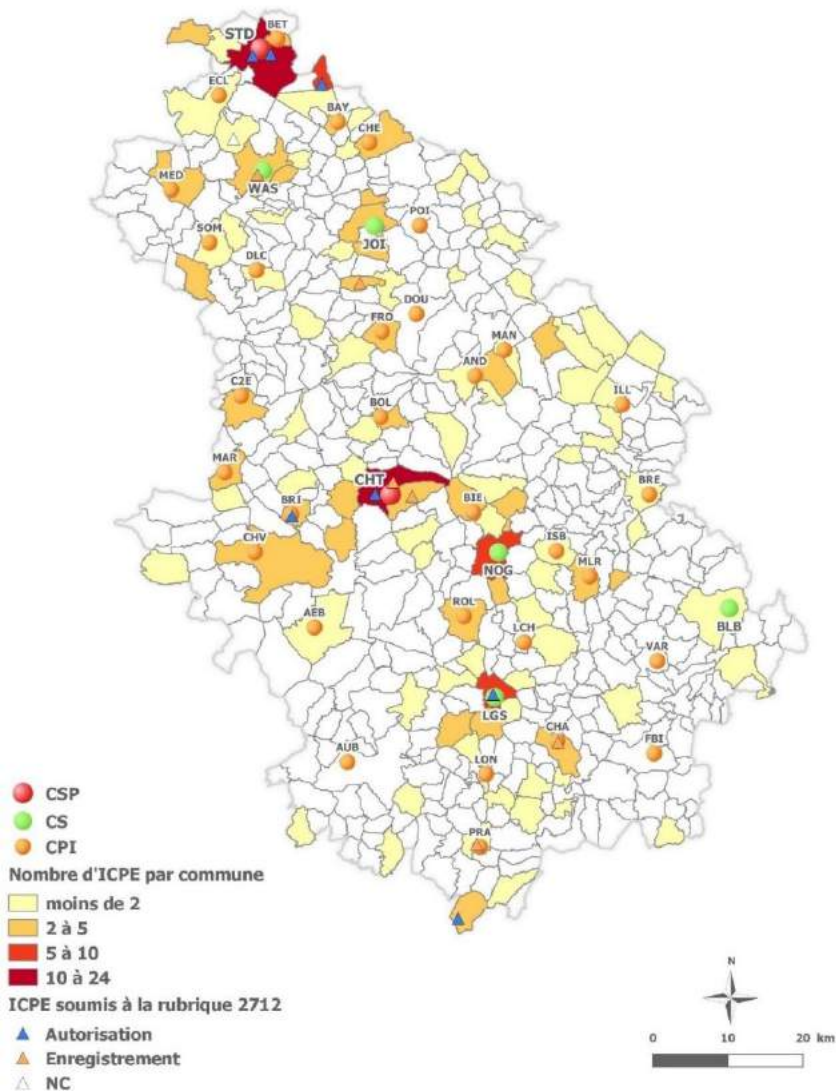 BET
STD
ECL
BAY
CHE
MED
WAS
SOM
POI
JOI
DLC
DOU
FRO
MAN
AND
C2E
BOL
ILL
MAR
CHT
BRI
BIE
BRE
CHV
ISB
NOG
MLR
AEB
ROL
LCH
BLB
VAR
LGS
CHA
AUB
LON
FBI
PRA
CSP
CS
CPI
Nombre d'ICPE par commune
moins de 2
2 à 5
5 à 10
10 à 24
ICPE soumis à la rubrique 2712
Autorisation
Enregistrement
NC
N
0 10 20 km